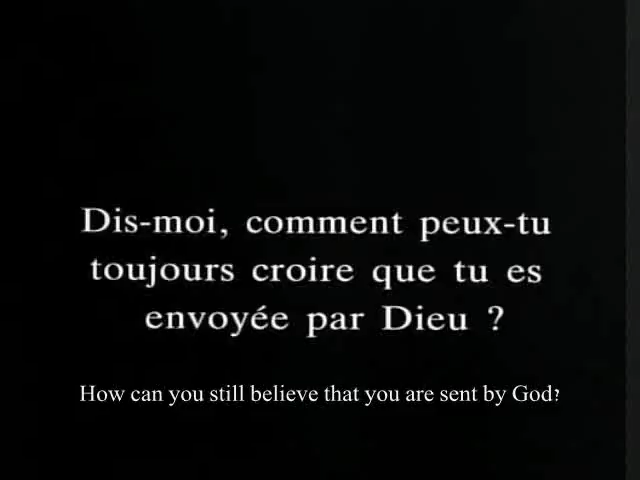 Dis-moi, comment peux-tu
toujours croire que tu es
envoyée par Dieu ?
How can you still believe that you are sent by God?